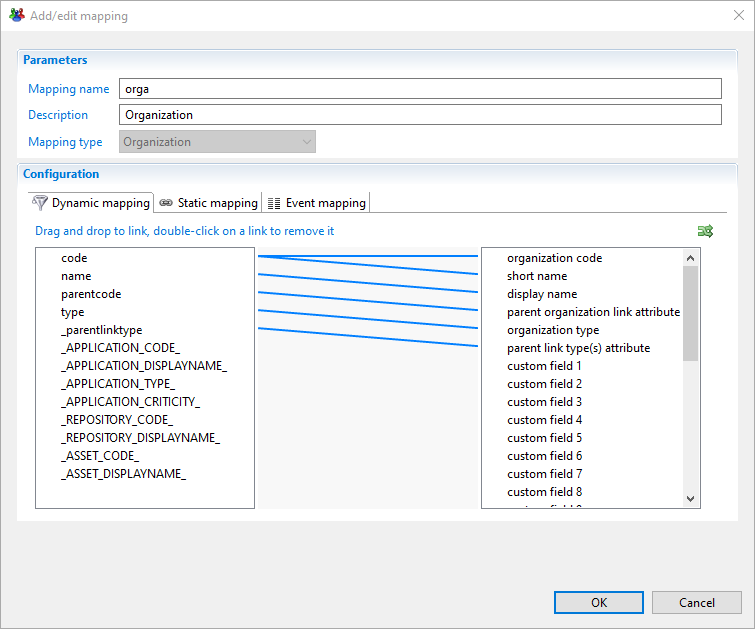 Add/edit mapping
Parameters
Mapping name orga
Description Organization
Mapping type Organization
Configuration
Dynamic mapping Static mapping Event mapping
Drag and drop to link, double-click on a link to remove it
code
name
parentcode
type
_parentlinktype
_APPLICATION_CODE_
_APPLICATION_DISPLAYNAME_
_APPLICATION_TYPE_
_APPLICATION_CRITICITY_
_REPOSITORY_CODE_
_REPOSITORY_DISPLAYNAME_
_ASSET_CODE_
_ASSET_DISPLAYNAME_
organization code
short name
display name
parent organization link attribute
organization type
parent link type(s) attribute
custom field 1
custom field 2
custom field 3
custom field 4
custom field 5
custom field 6
custom field 7
custom field 8
OK Cancel